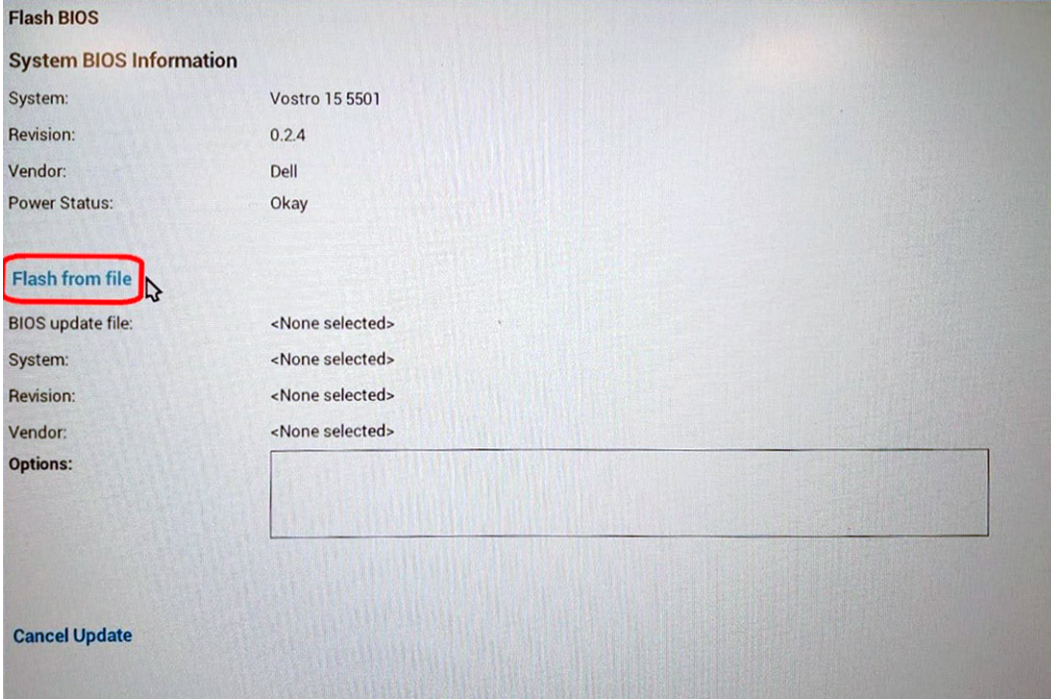 Flash BIOS
System BIOS Information
System: Vostro 15 5501
Revision: 0.2.4
Vendor: Dell
Power Status: Okay
Flash from file
BIOS update file: <None selected>
System: <None selected>
Revision: <None selected>
Vendor: <None selected>
Options:
Cancel Update